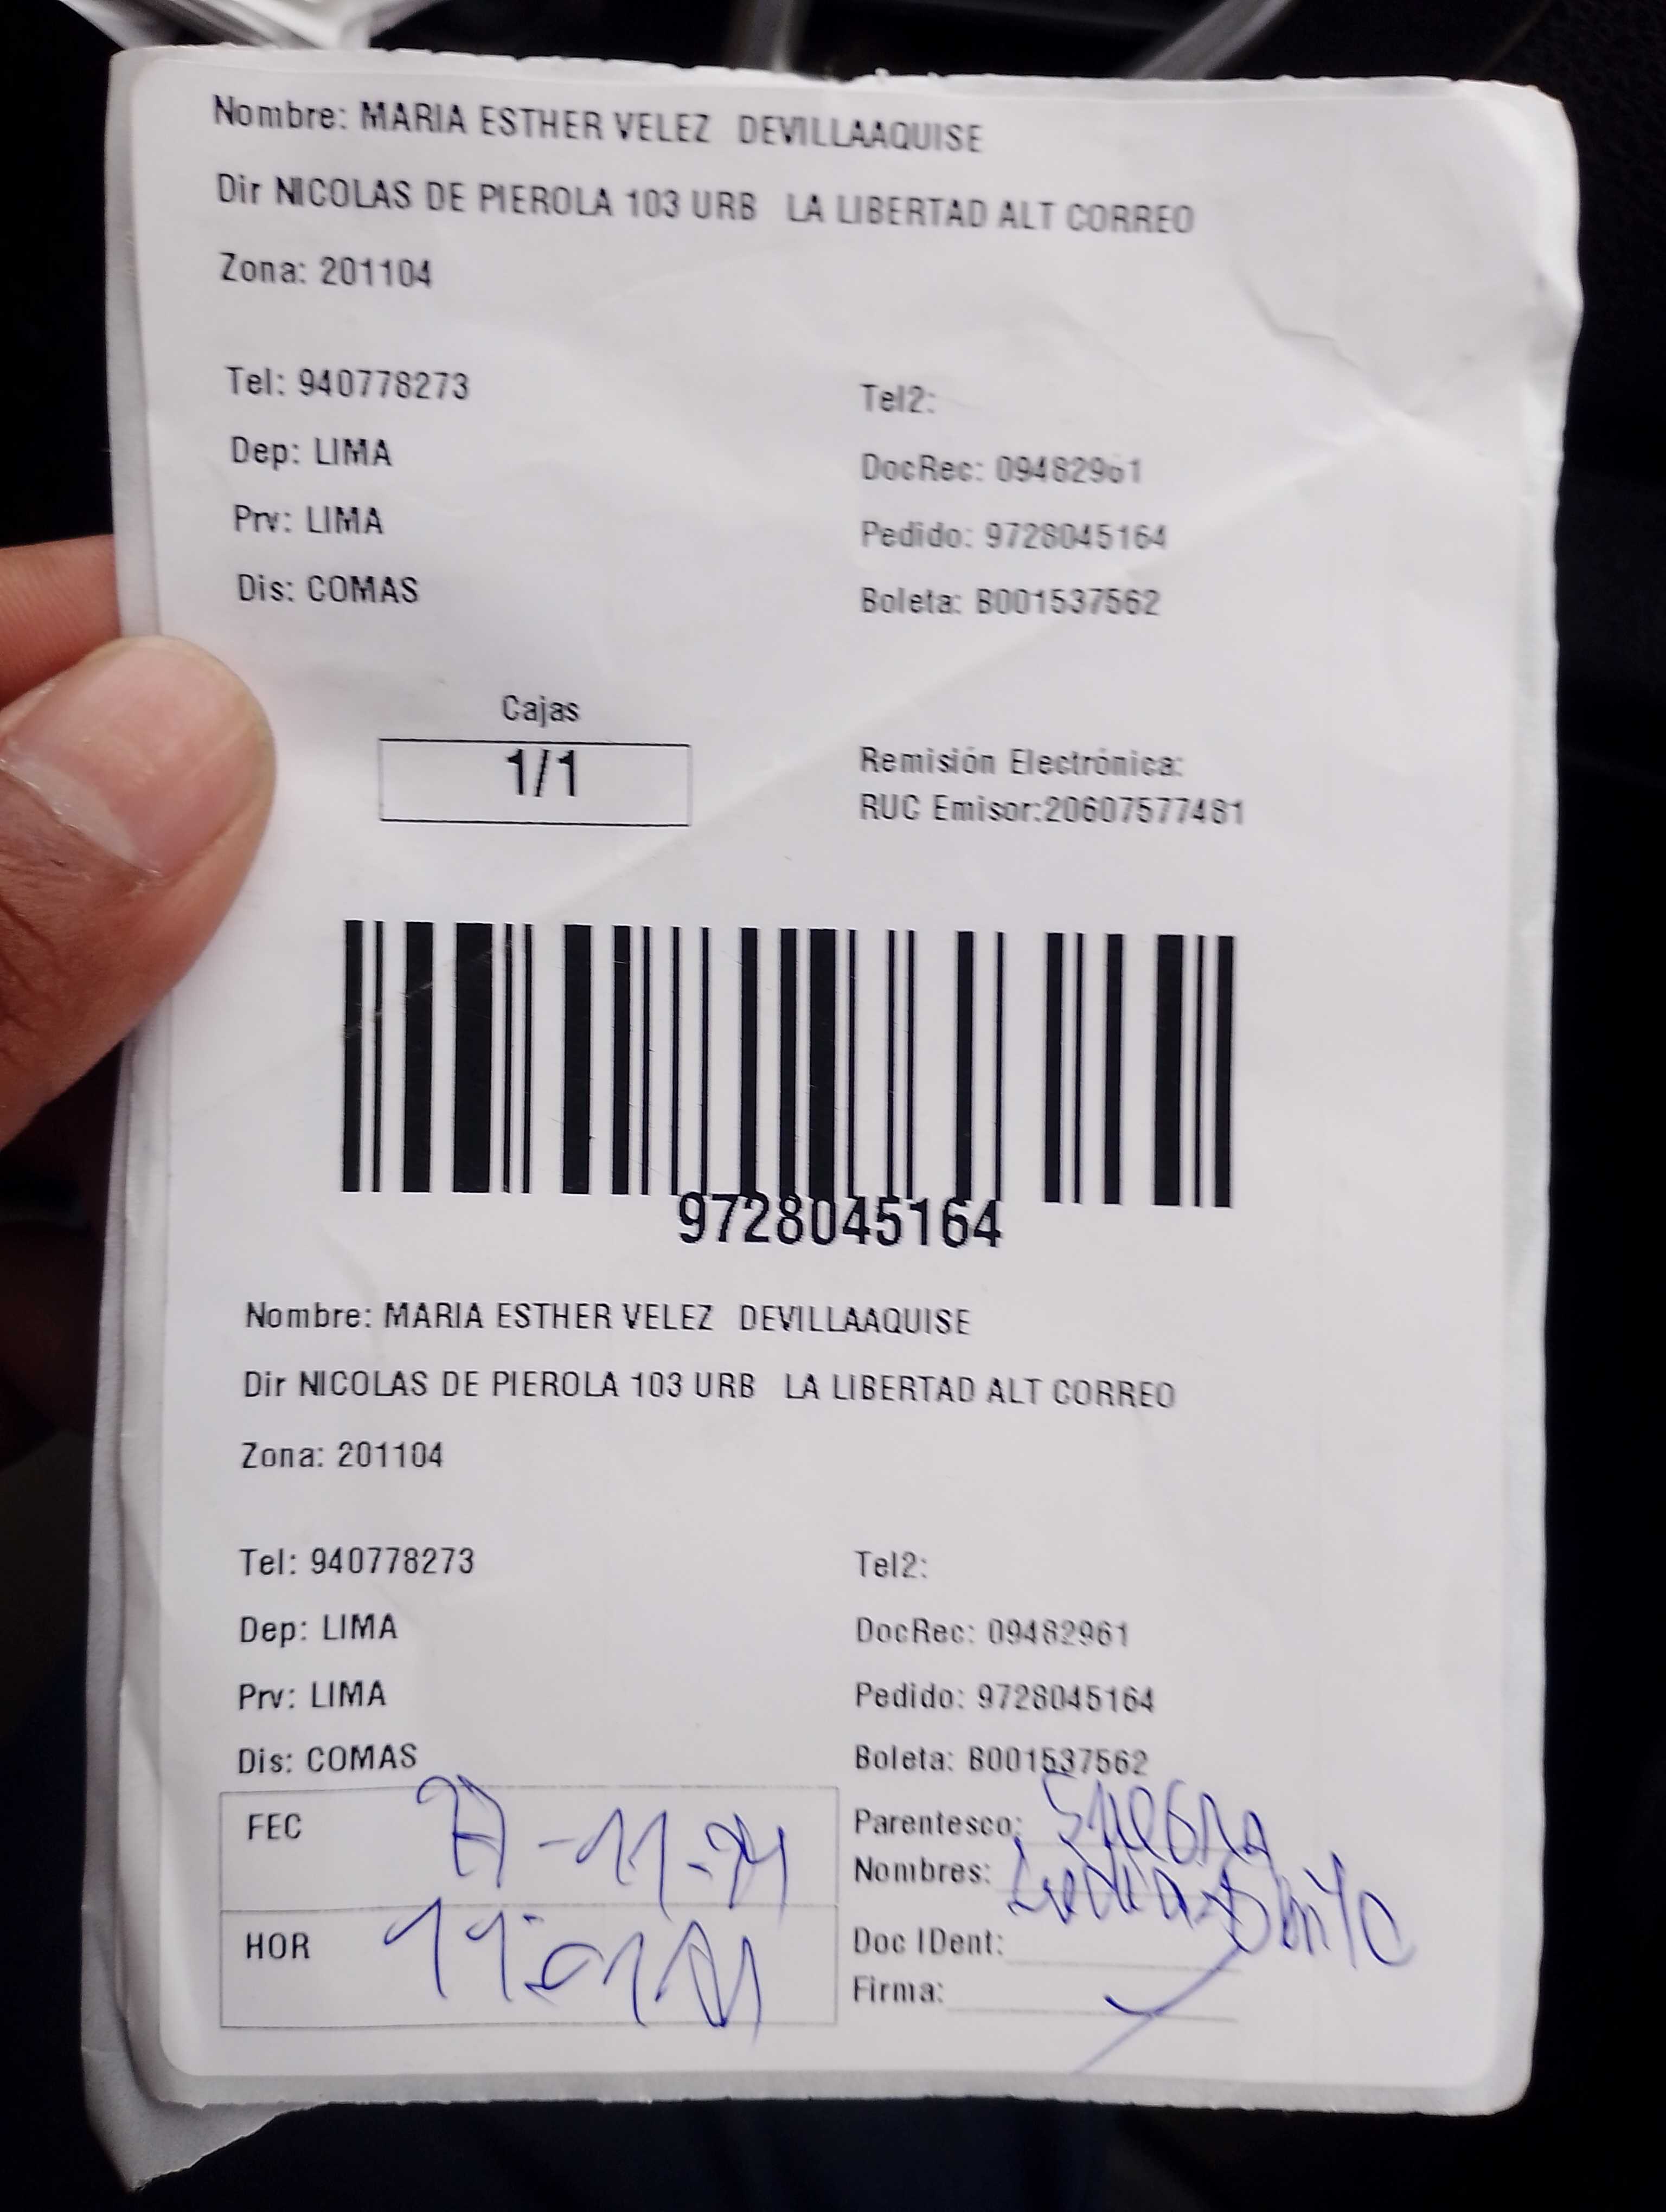 Nombre: MARIA ESTHER VELEZ DEVILLAAQUISE
Dir NICOLAS DE PIEROLA 103 URB LA LIBERTAD ALT CORREO
Zona: 201104
Tel: 940778273
Tel2:
Dep: LIMA
DocRec: 09482961
Prv: LIMA
Pedido: 9728045164
Dis: COMAS
Boleta: B001537562
Cajas
1/1
Remisión Electrónica:
RUC Emisor:20607577481
9728045164
Nombre: MARIA ESTHER VELEZ DEVILLAAQUISE
Dir NICOLAS DE PIEROLA 103 URB LA LIBERTAD ALT CORREO
Zona: 201104
Tel: 940778273
Tel2:
Dep: LIMA
DocRec: 09482961
Prv: LIMA
Pedido: 9728045164
Dis: COMAS
Boleta: B001537562
FEC
Parentesco: Suegra
Nombres:
HOR
Doc IDent:
Firma: